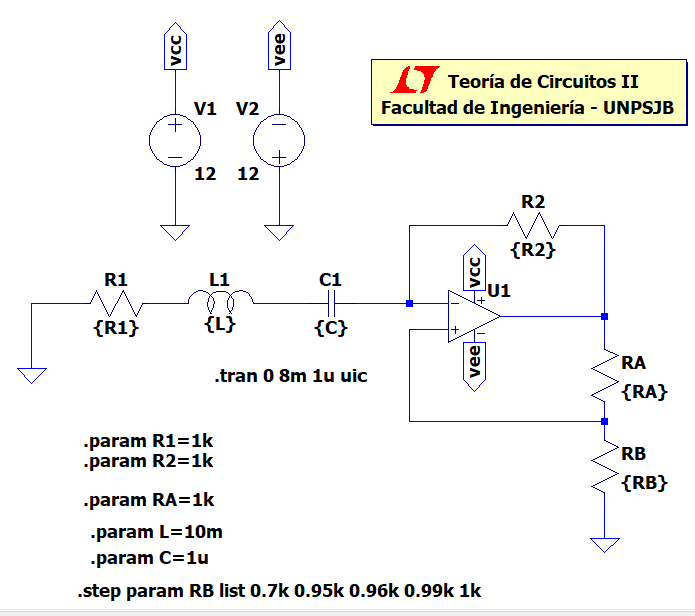 vcc
vee
V1
V2
12
12
Teoría de Circuitos II
Facultad de Ingeniería - UNPSJB
R2
{R2}
R1
{R1}
L1
{L}
C1
{C}
vcc
U1
vee
RA
{RA}
.tran 0 8m 1u uic
RB
{RB}
.param R1=1k
.param R2=1k
.param RA=1k
.param L=10m
.param C=1u
.step param RB list 0.7k 0.95k 0.96k 0.99k 1k